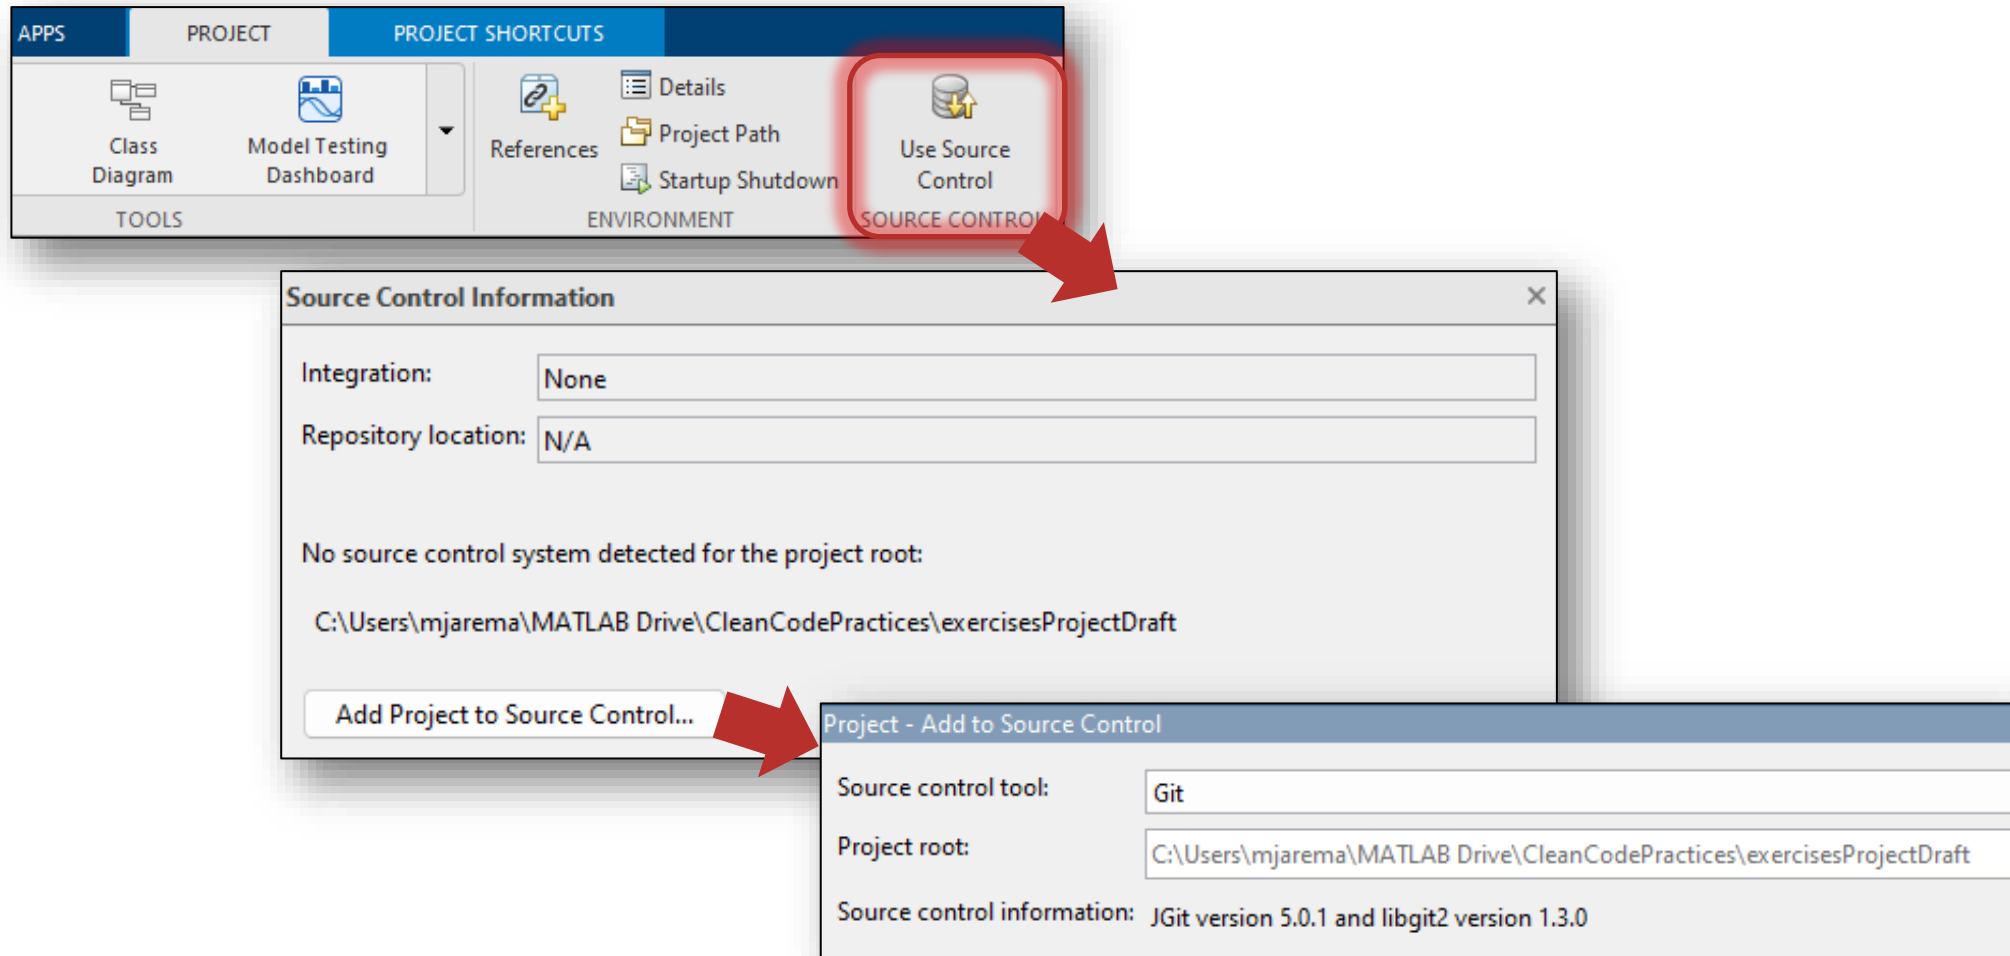 APPS
PROJECT
PROJECT SHORTCUTS
Class
Diagram
Model Testing
Dashboard
TOOLS
References
Details
Project Path
Startup Shutdown
ENVIRONMENT
Use Source
Control
SOURCE CONTROL
Source Control Information
Integration:
None
Repository location:
N/A
No source control system detected for the project root:
C:\Users\mjarema\MATLAB Drive\CleanCodePractices\exercisesProjectDraft
Add Project to Source Control...
Project - Add to Source Control
Source control tool:
Git
Project root:
C:\Users\mjarema\MATLAB Drive\CleanCodePractices\exercisesProjectDraft
Source control information:
JGit version 5.0.1 and libgit2 version 1.3.0